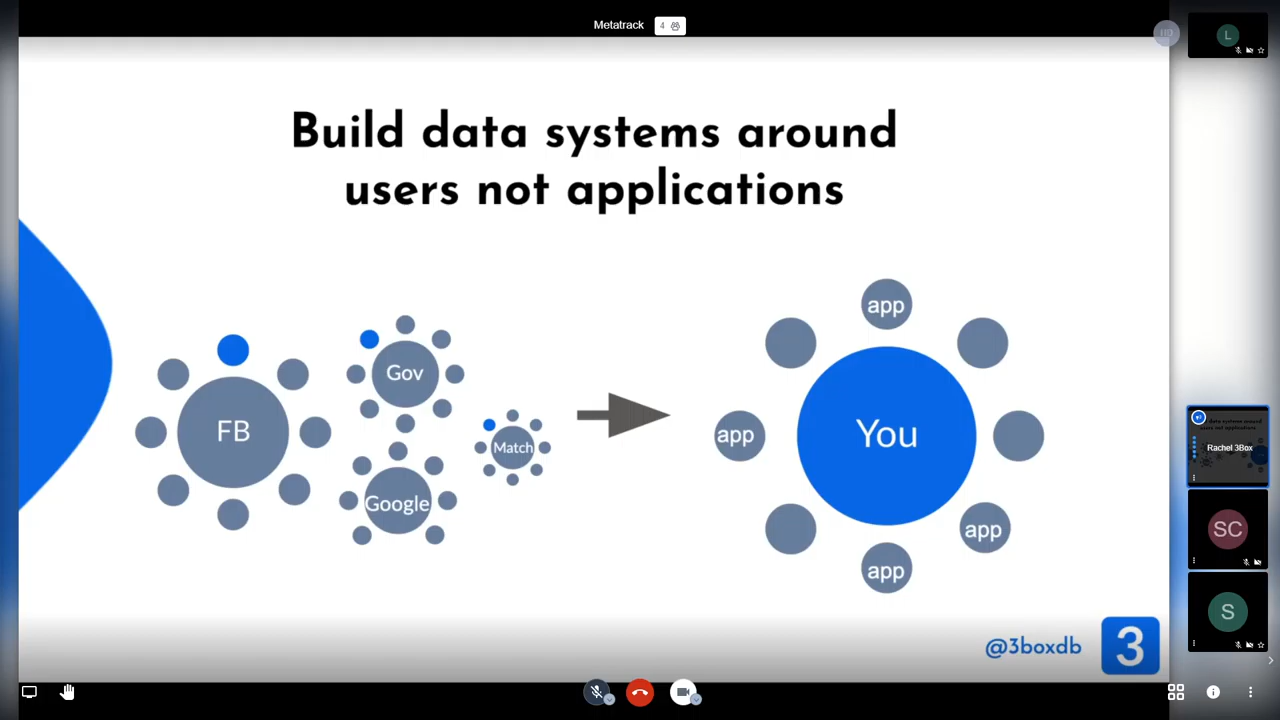 Metatrack 4
HD
L
Build data systems around
users not applications
FB
Gov
Google
Match
You
app
app
app
app
Rachel 3Box
SC
S
@3boxdb
3